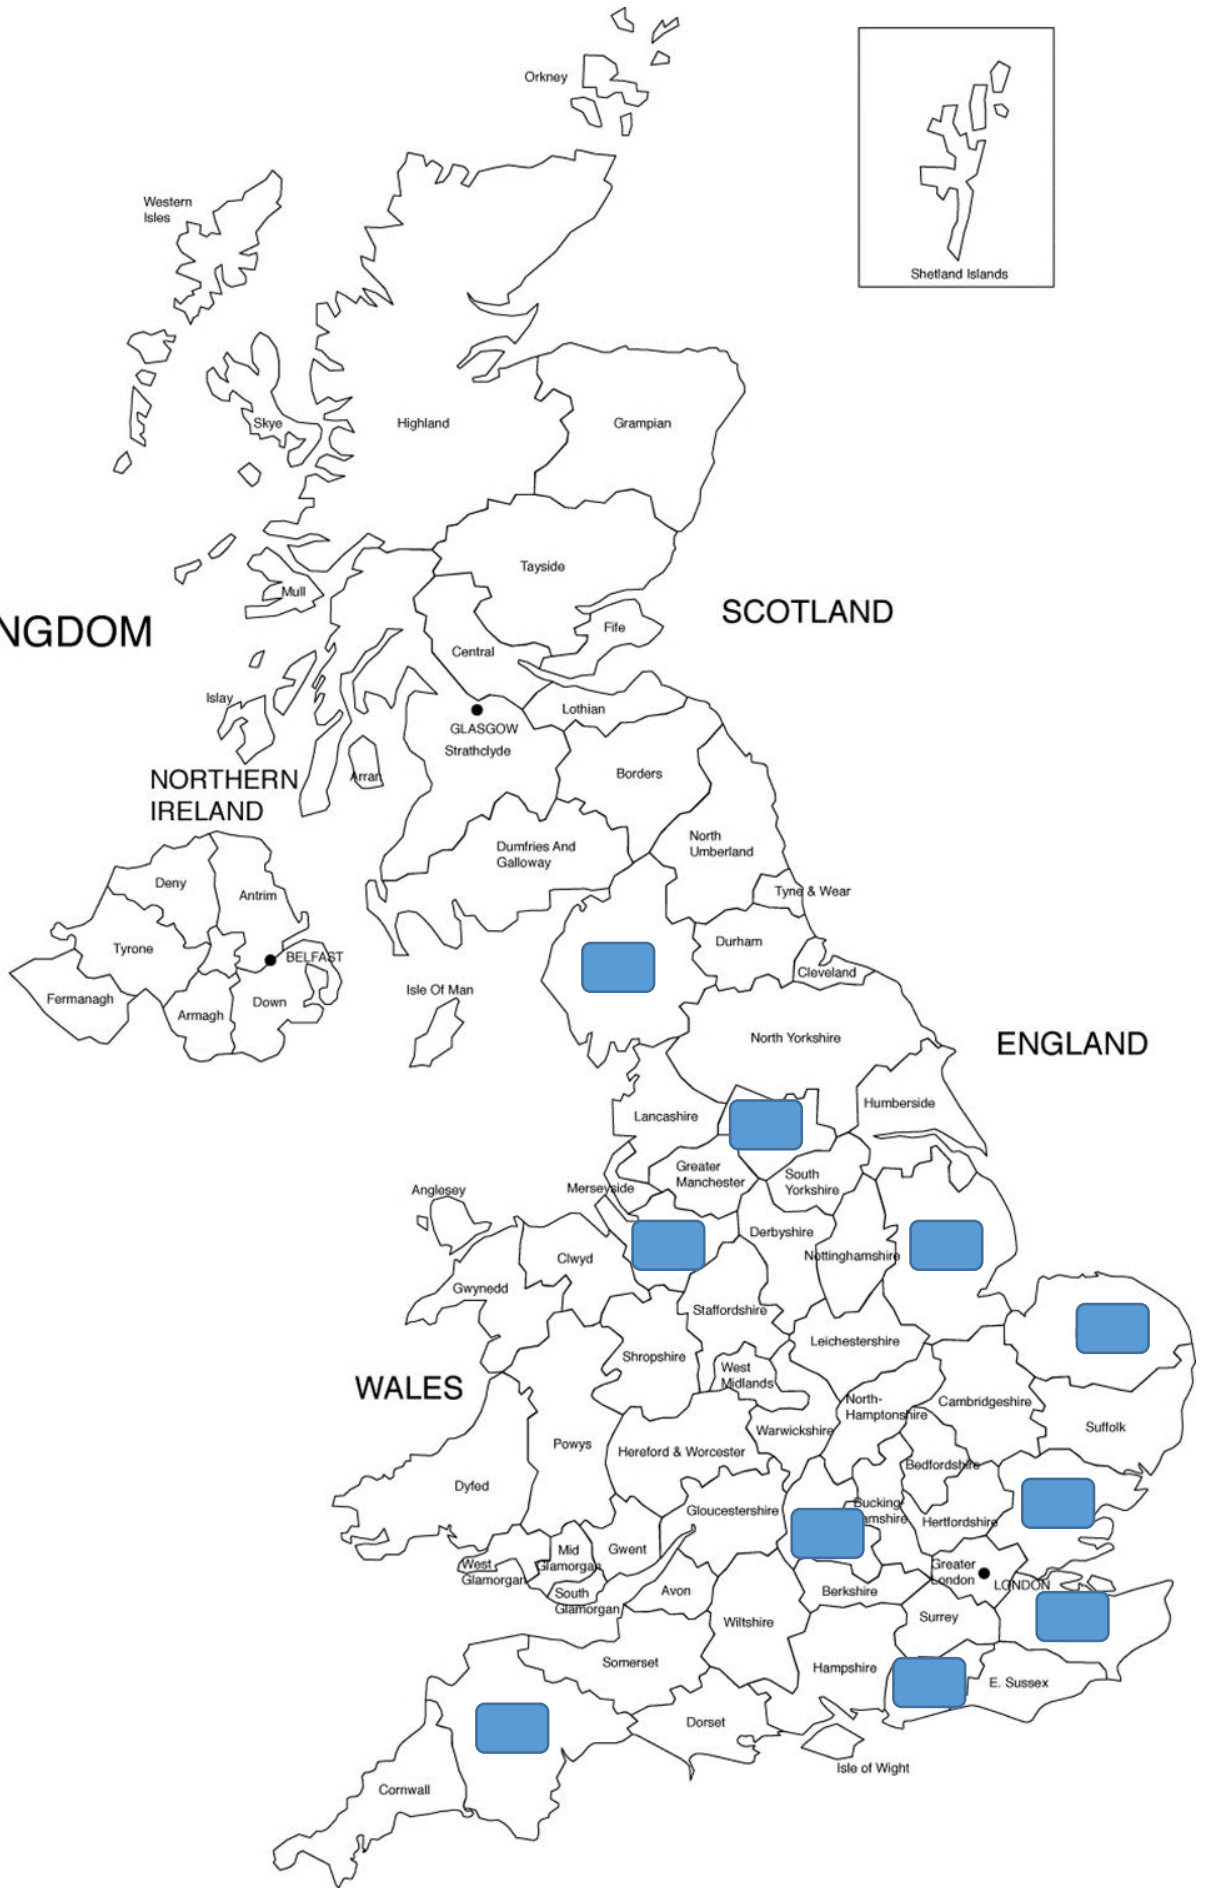 Orkney
Western
Isles
Shetland Islands
Skye
Highland
Grampian
Tayside
Mull
SCOTLAND
NGDOM
Fife
Central
Islay
Lothian
GLASGOW
Strathclyde
Arran
Borders
NORTHERN
IRELAND
North
Umberland
Dumfries And
Galloway
Deny
Antrim
Tyne & Wear
Tyrone
Durham
BELFAST
Cleveland
Fermanagh
Isle Of Man
Down
Armagh
North Yorkshire
ENGLAND
Humberside
Lancashire
Greater
Manchester
South
Yorkshire
Merseyside
Anglesey
Derbyshire
Nottinghamshire
Clwyd
Gwynedd
Staffordshire
Leichestershire
Shropshire
West
Midlands
WALES
North-
Hamptonshire
Cambridgeshire
Suffolk
Warwickshire
Powys
Hereford & Worcester
Bedfordshire
Dyfed
Gloucestershire
Bucking-
amshire
Hertfordshire
Gwent
Mid
Glamorgan
West
Glamorgan
Greater
London
LONDON
South
Glamorgan
Avon
Berkshire
Wiltshire
Surrey
Somerset
Hampshire
E. Sussex
Dorset
Isle of Wight
Cornwall